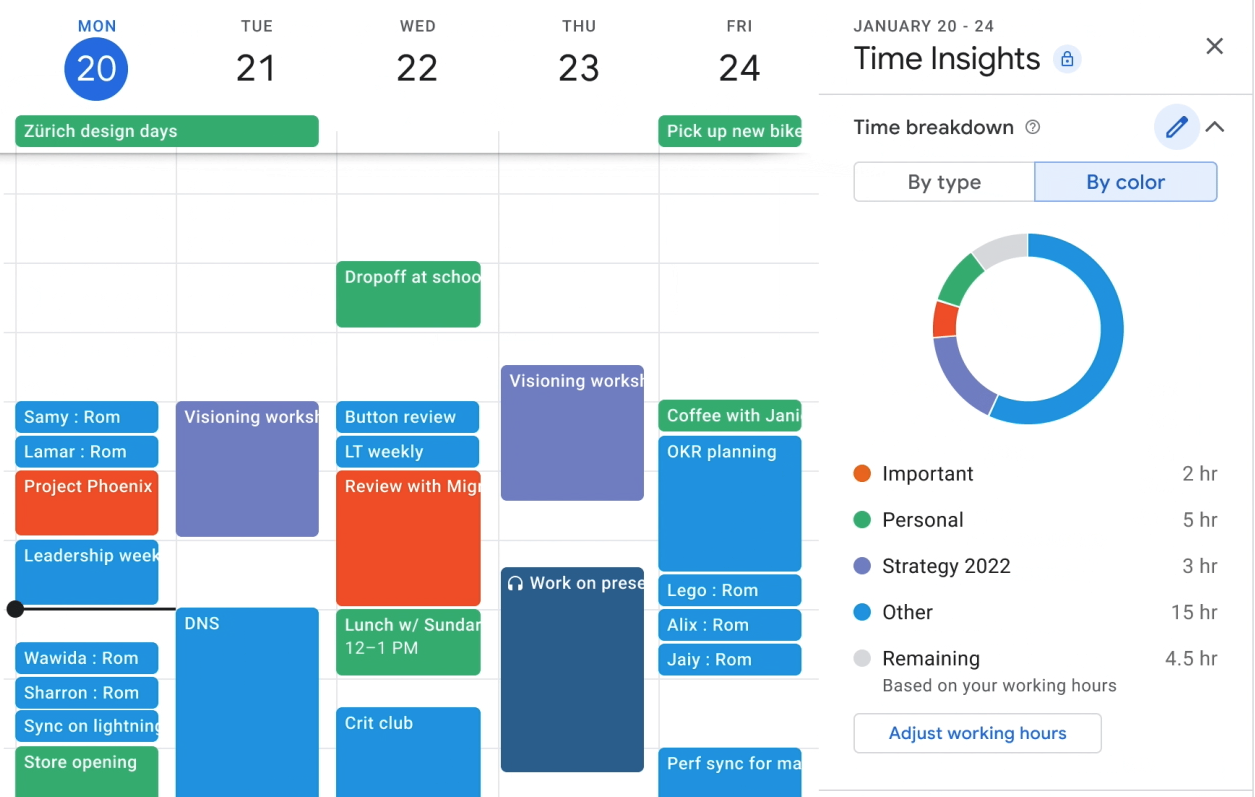 MON
20
TUE
21
WED
22
THU
23
FRI
24
Zürich design days
Pick up new bike
Dropoff at schoo
Samy : Rom
Lamar : Rom
Project Phoenix
Leadership week
Wawida : Rom
Sharron : Rom
Sync on lightning
Store opening
Visioning worksh
DNS
Button review
LT weekly
Review with Migr
Lunch w/ Sundar
12–1 PM
Crit club
Visioning worksh
Work on prese
Coffee with Jani
OKR planning
Lego : Rom
Alix : Rom
Jaiy : Rom
Perf sync for ma
JANUARY 20 - 24
Time Insights
Time breakdown
By type
By color
Important 2 hr
Personal 5 hr
Strategy 2022 3 hr
Other 15 hr
Remaining 4.5 hr
Based on your working hours
Adjust working hours